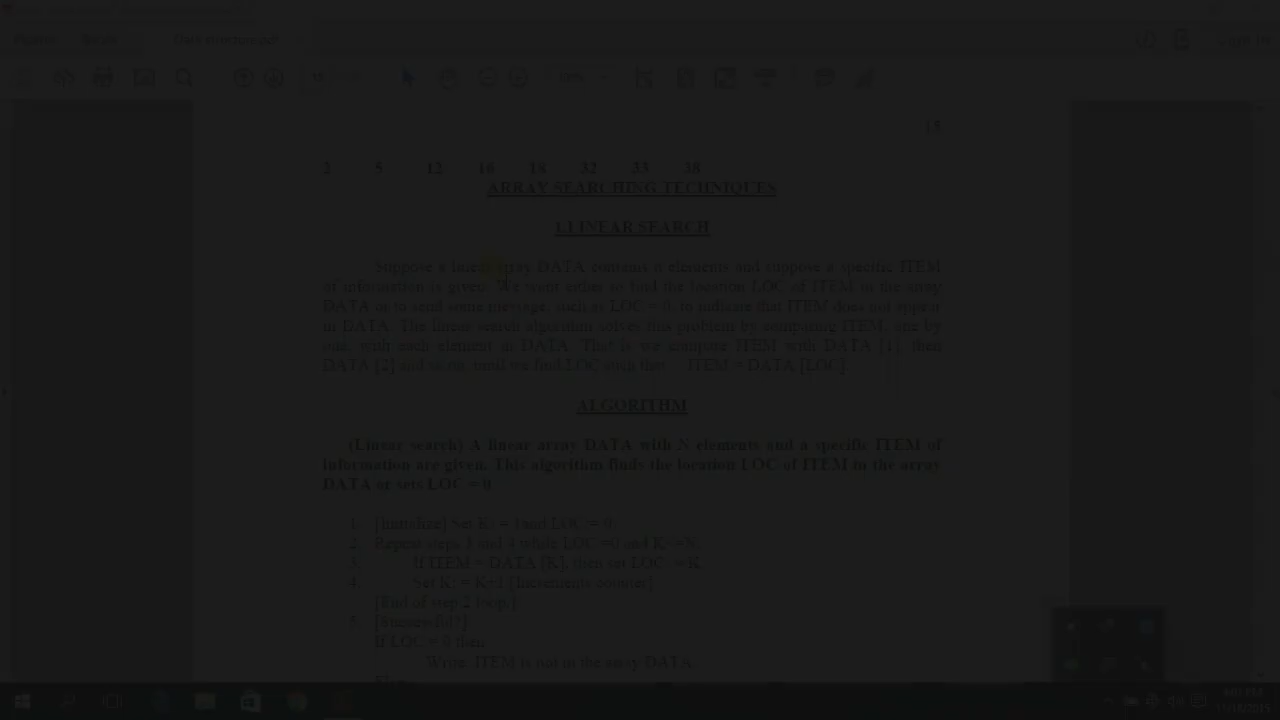 15
2 5 12 16 18 32 33 38
ARRAY SEARCHING TECHNIQUES
1.LINEAR SEARCH
Suppose a linear array DATA contains n elements and suppose a specific ITEM
of information is given. We want either to find the location LOC of ITEM in the array
DATA or to send some message, such as LOC = 0, to indicate that ITEM does not appear
in DATA. The linear search algorithm solves this problem by comparing ITEM, one by
one, with each element in DATA. That is we compare ITEM with DATA [1], then
DATA [2] and so on, until we find LOC such that ITEM = DATA [LOC].
ALGORITHM
(Linear search) A linear array DATA with N elements and a specific ITEM of
information are given. This algorithm finds the location LOC of ITEM in the array
DATA or sets LOC = 0
1. [Initialize] Set K: = 1and LOC := 0.
2. Repeat steps 3 and 4 while LOC =0 and K<=N.
3. If ITEM = DATA [K], then set LOC: = K
4. Set K: = K+1 [Increments counter]
[End of step 2 loop.]
5. [Successful?]
If LOC = 0 then
Write: ITEM is not in the array DATA
Else: